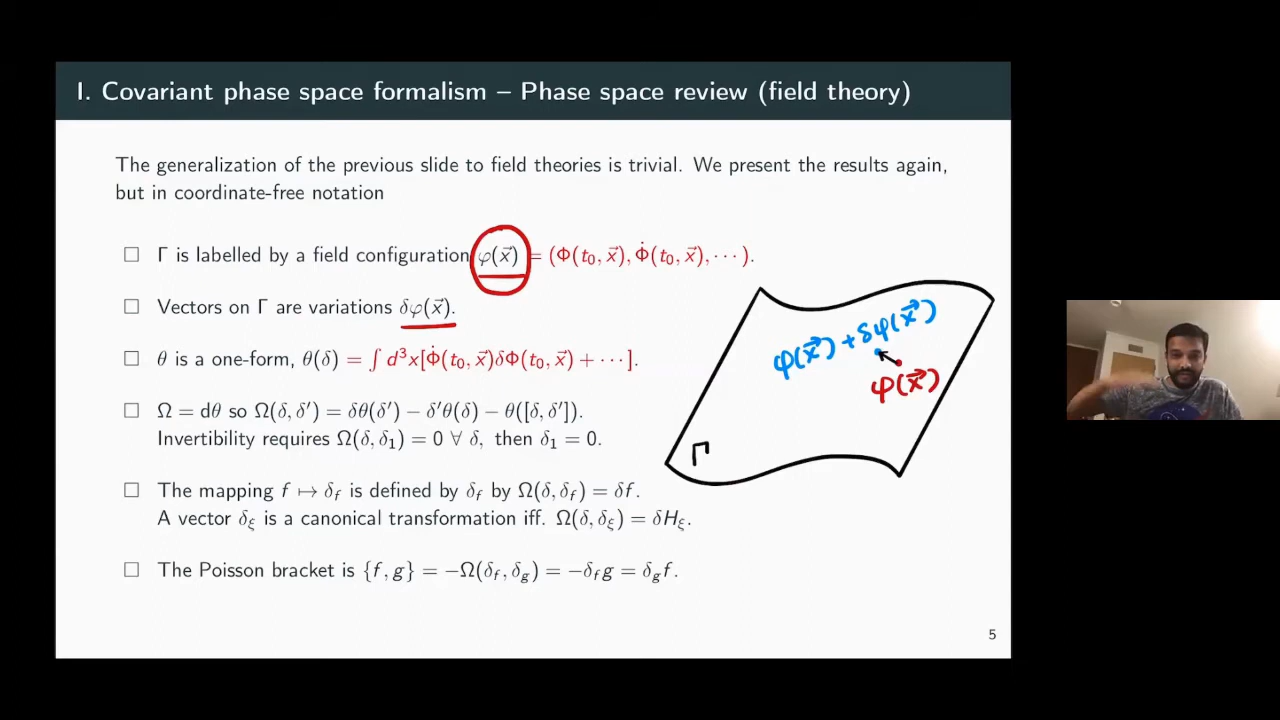 I. Covariant phase space formalism – Phase space review (field theory)
The generalization of the previous slide to field theories is trivial. We present the results again,
but in coordinate-free notation
□ Γ is labelled by a field configuration φ(x⃗) = (Φ(t₀, x⃗), Φ̇(t₀, x⃗), ⋯).
□ Vectors on Γ are variations δφ(x⃗).
□ θ is a one-form, θ(δ) = ∫ d³x[Φ̇(t₀, x⃗)δΦ(t₀, x⃗) + ⋯].
□ Ω = dθ so Ω(δ, δ′) = δθ(δ′) − δ′θ(δ) − θ([δ, δ′]).
Invertibility requires Ω(δ, δ₁) = 0 ∀ δ, then δ₁ = 0.
□ The mapping f ↦ δ_f is defined by δ_f by Ω(δ, δ_f) = δf.
A vector δ_ξ is a canonical transformation iff. Ω(δ, δ_ξ) = δH_ξ.
□ The Poisson bracket is {f, g} = −Ω(δ_f, δ_g) = −δ_f g = δ_g f.
φ(x⃗) + δφ(x⃗)
φ(x⃗)
Γ
5